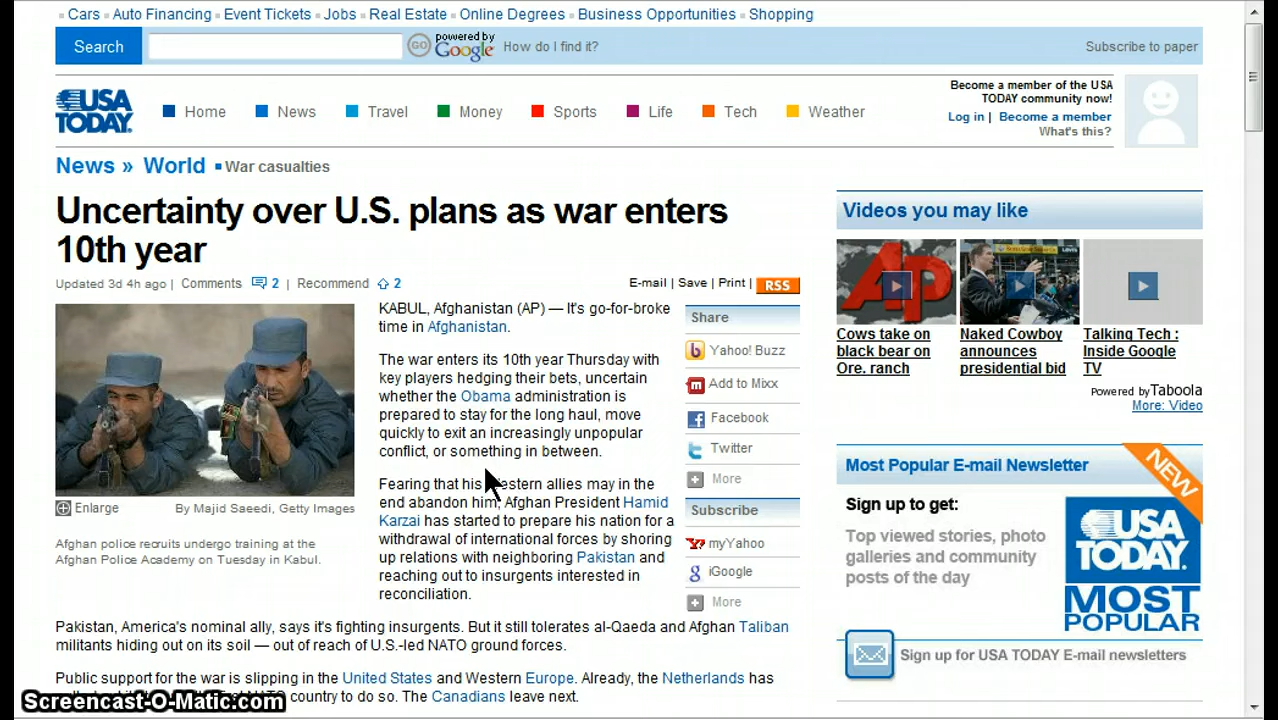 Cars Auto Financing Event Tickets Jobs Real Estate Online Degrees Business Opportunities Shopping
Search GO powered by Google How do I find it? Subscribe to paper
USA TODAY Home News Travel Money Sports Life Tech Weather
Become a member of the USA
TODAY community now!
Log in | Become a member
What's this?
News » World War casualties
Uncertainty over U.S. plans as war enters
10th year
Updated 3d 4h ago | Comments 2 | Recommend 2
E-mail | Save | Print | RSS
KABUL, Afghanistan (AP) — It's go-for-broke
time in Afghanistan.
The war enters its 10th year Thursday with
key players hedging their bets, uncertain
whether the Obama administration is
prepared to stay for the long haul, move
quickly to exit an increasingly unpopular
conflict, or something in between.
Fearing that his Western allies may in the
end abandon him, Afghan President Hamid
Karzai has started to prepare his nation for a
withdrawal of international forces by shoring
up relations with neighboring Pakistan and
reaching out to insurgents interested in
reconciliation.
Enlarge By Majid Saeedi, Getty Images
Afghan police recruits undergo training at the
Afghan Police Academy on Tuesday in Kabul.
Share
Yahoo! Buzz
Add to Mixx
Facebook
Twitter
More
Subscribe
myYahoo
iGoogle
More
Pakistan, America's nominal ally, says it's fighting insurgents. But it still tolerates al-Qaeda and Afghan Taliban
militants hiding out on its soil — out of reach of U.S.-led NATO ground forces.
Public support for the war is slipping in the United States and Western Europe. Already, the Netherlands has
NATO country to do so. The Canadians leave next.
Videos you may like
AP
Cows take on
black bear on
Ore. ranch
Naked Cowboy
announces
presidential bid
Talking Tech :
Inside Google
TV
Powered by Taboola
More: Video
Most Popular E-mail Newsletter
NEW
Sign up to get:
Top viewed stories, photo
galleries and community
posts of the day
USA
TODAY
MOST
POPULAR
Sign up for USA TODAY E-mail newsletters
Screencast-O-Matic.com